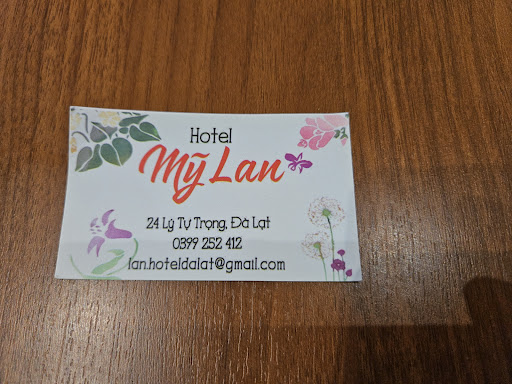 Hotel
Mỹ Lan
24 Lý Tự Trọng, Đà Lạt
0399 252 412
lan.hoteldalat@gmail.com